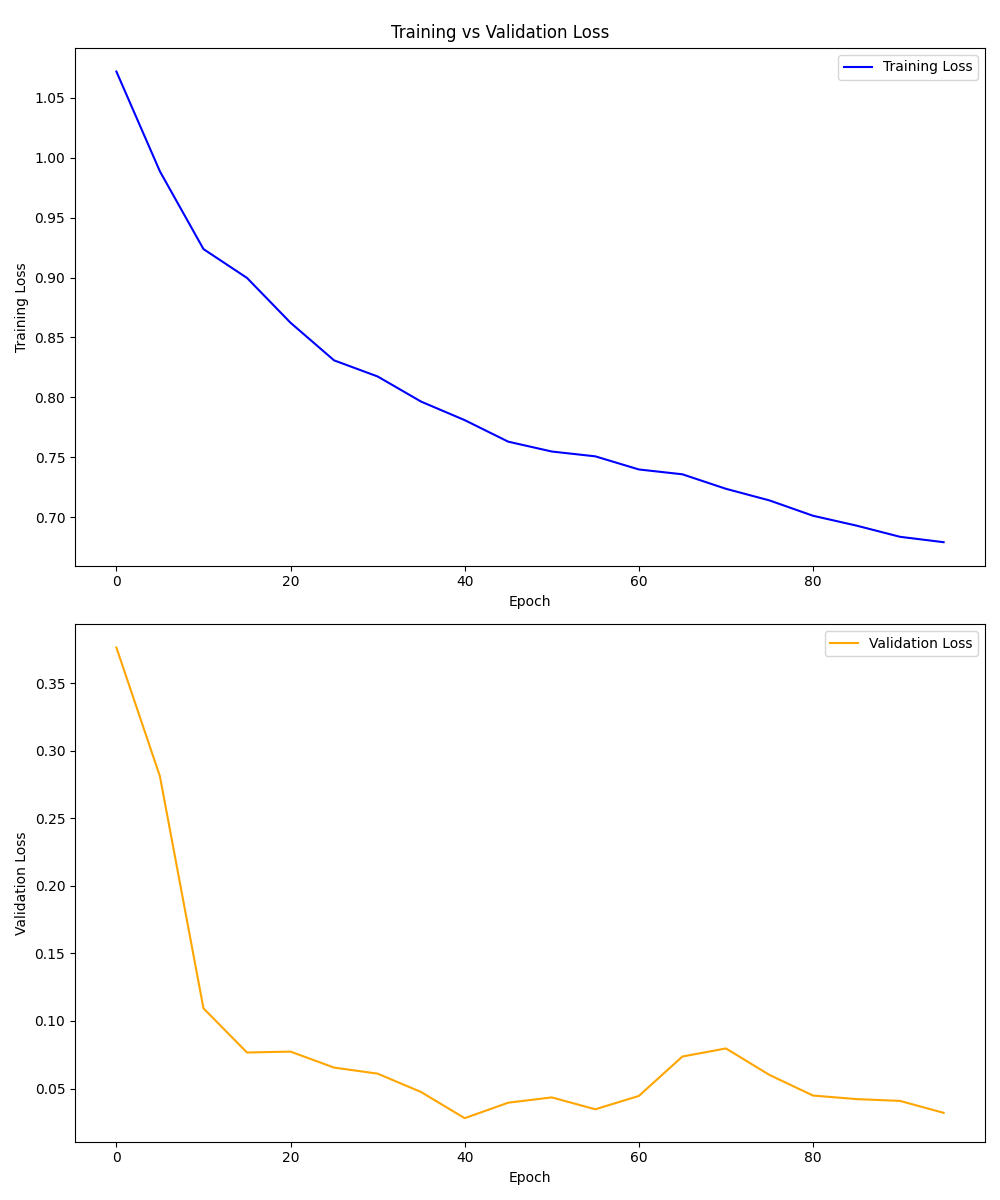 Training vs Validation Loss
Training Loss
1.05
1.00
0.95
0.90
0.85
0.80
0.75
0.70
Training Loss
0 20 40 60 80
Epoch
Validation Loss
0.35
0.30
0.25
0.20
0.15
0.10
0.05
Validation Loss
0 20 40 60 80
Epoch